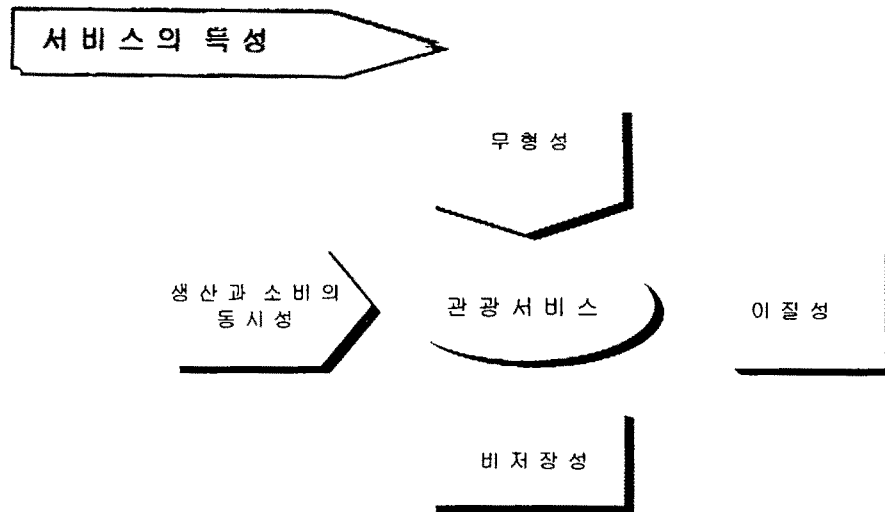 서비스의 특성
무형성
생산과 소비의
동시성
관광서비스
이질성
비저장성